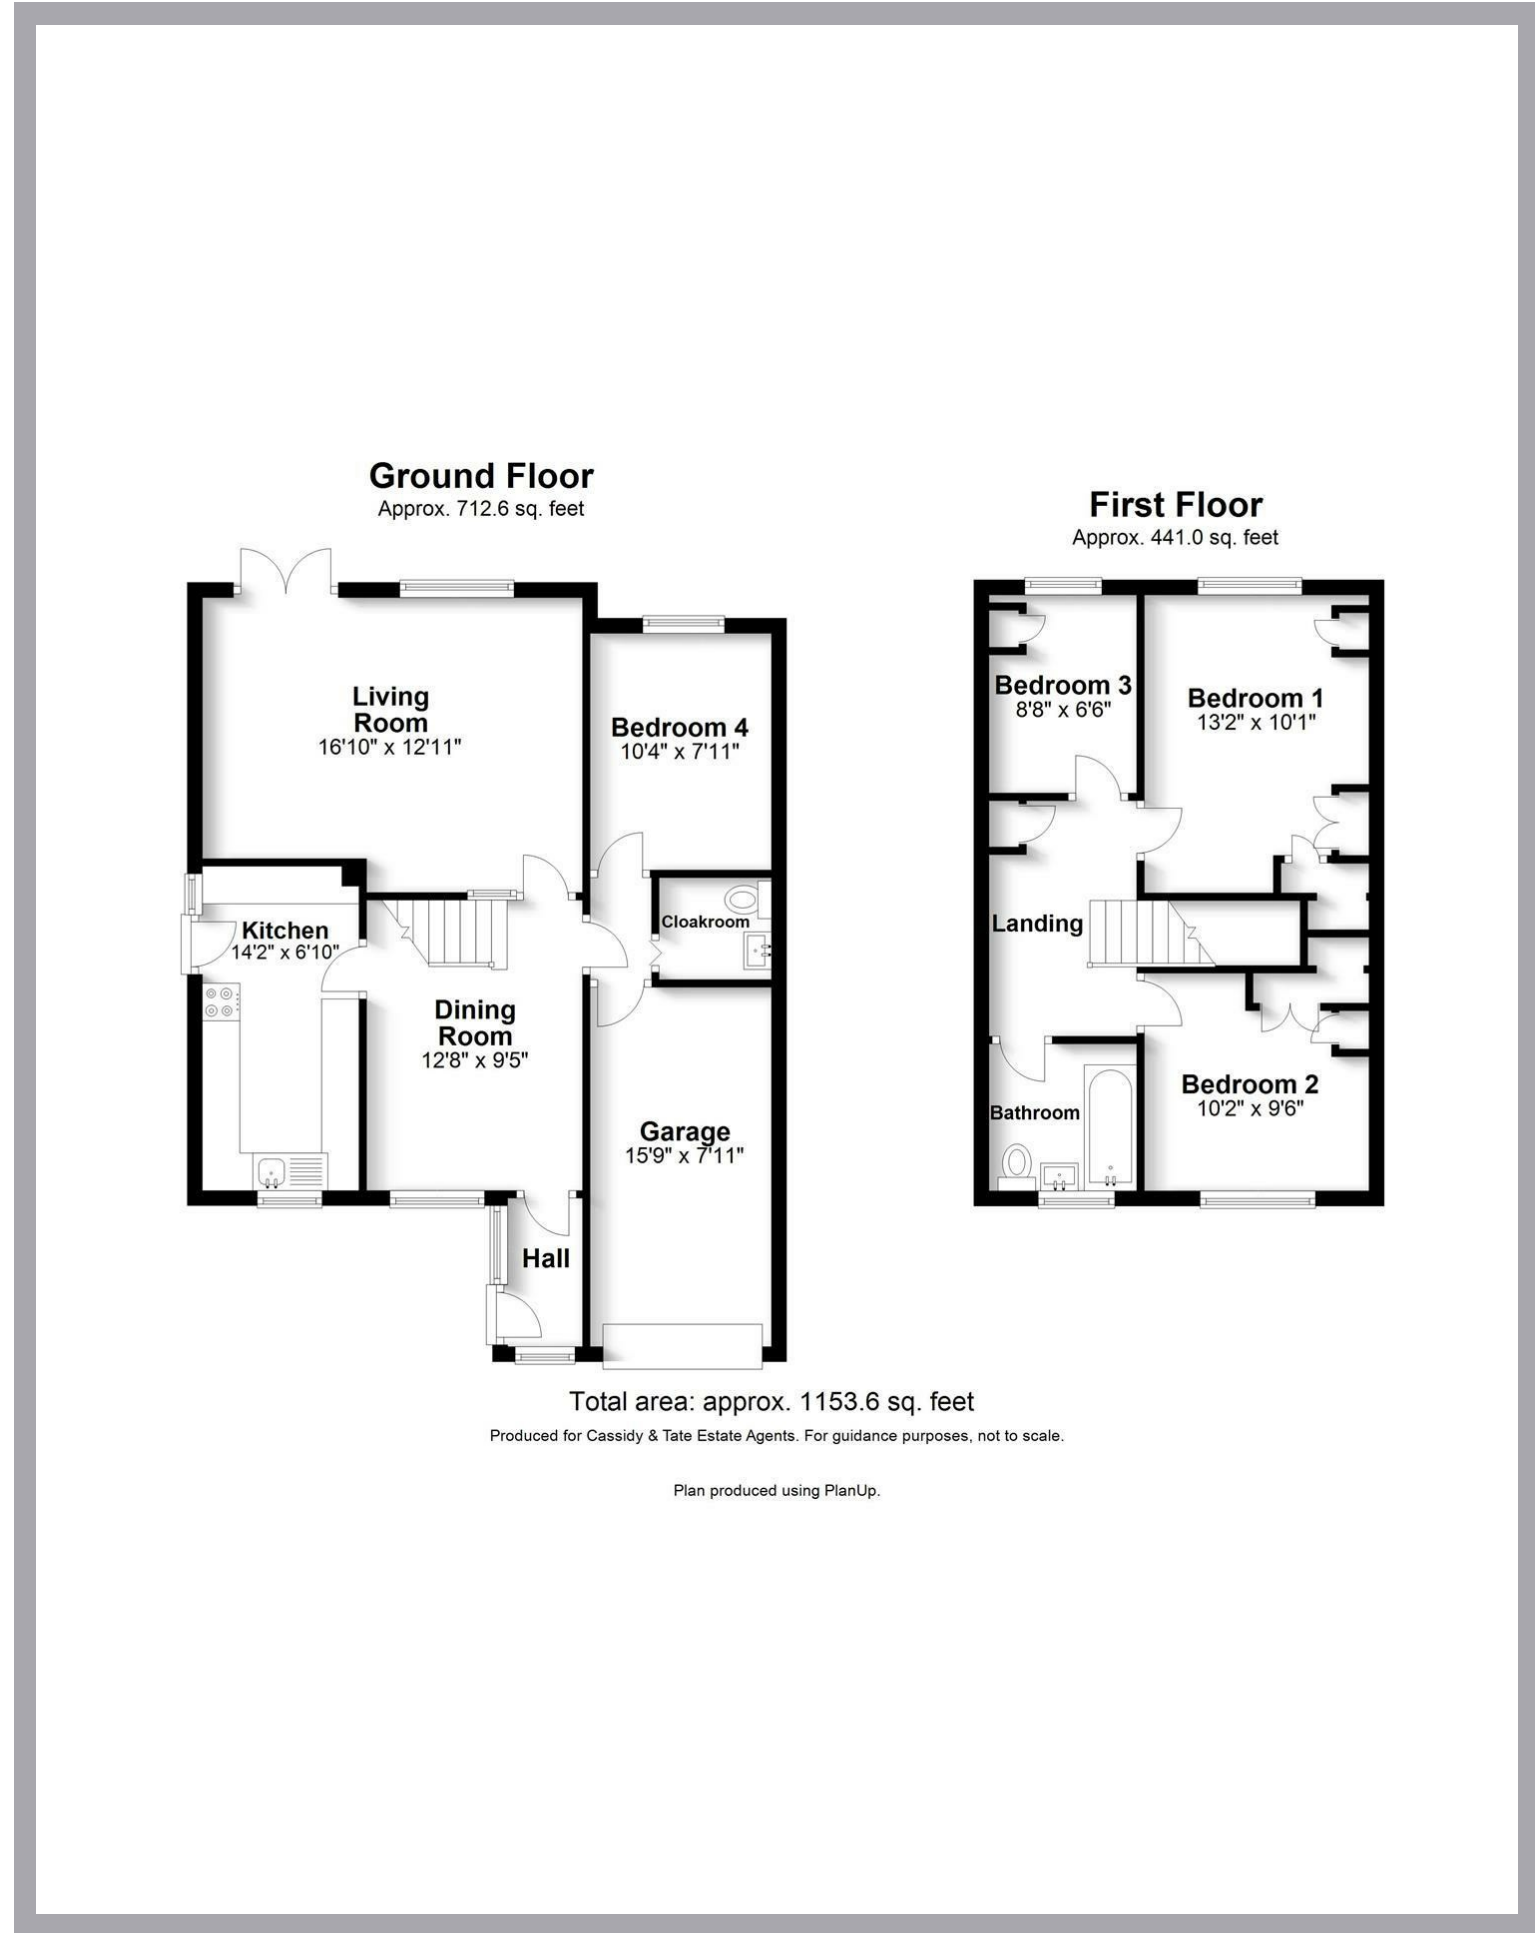 Ground Floor
Approx. 712.6 sq. feet
Living
Room
16'10" x 12'11"
Bedroom 4
10'4" x 7'11"
Cloakroom
Kitchen
14'2" x 6'10"
Dining
Room
12'8" x 9'5"
Garage
15'9" x 7'11"
Hall
First Floor
Approx. 441.0 sq. feet
Bedroom 3
8'8" x 6'6"
Bedroom 1
13'2" x 10'1"
Landing
Bedroom 2
10'2" x 9'6"
Bathroom
Total area: approx. 1153.6 sq. feet
Produced for Cassidy & Tate Estate Agents. For guidance purposes, not to scale.
Plan produced using PlanUp.